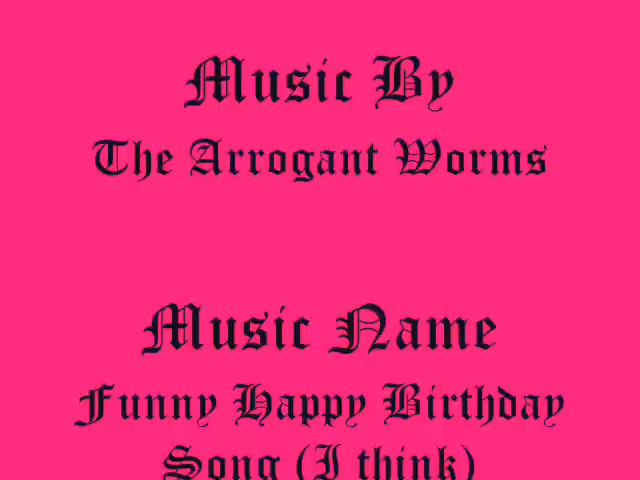 Music By
The Arrogant Worms
Music Name
Funny Happy Birthday
Song (I think)